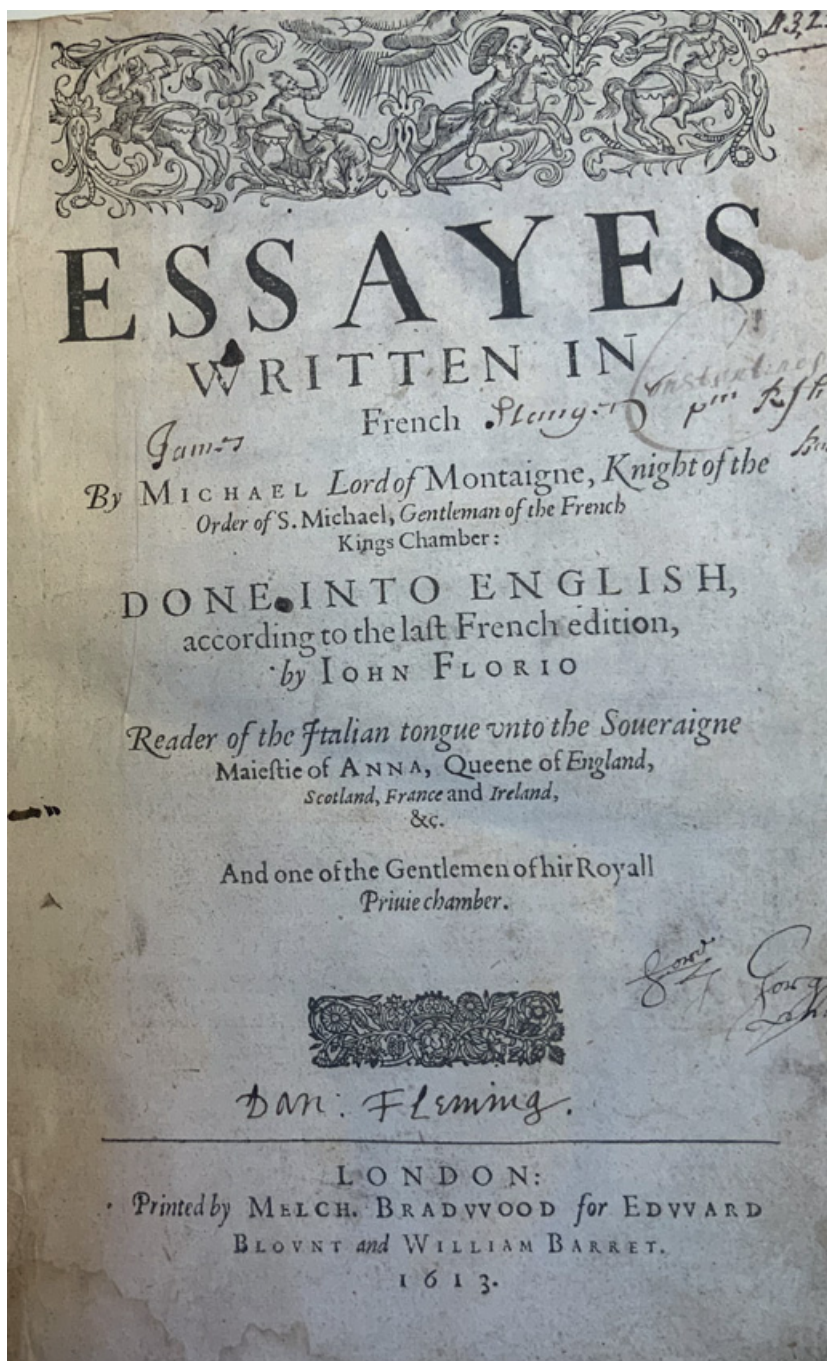 ESSAYES
WRITTEN IN
French
James
By MICHAEL Lord of Montaigne, Knight of the
Order of S. Michael, Gentleman of the French
Kings Chamber:
DONE INTO ENGLISH,
according to the laſt French edition,
by IOHN FLORIO
Reader of the Italian tongue vnto the Soueraigne
Maieſtie of ANNA, Queene of England,
Scotland, France and Ireland,
&c.
And one of the Gentlemen of hir Royall
Priuie chamber.
Dan: Fleming.
LONDON:
Printed by MELCH. BRADVVOOD for EDVVARD
BLOVNT and WILLIAM BARRET.
1613.